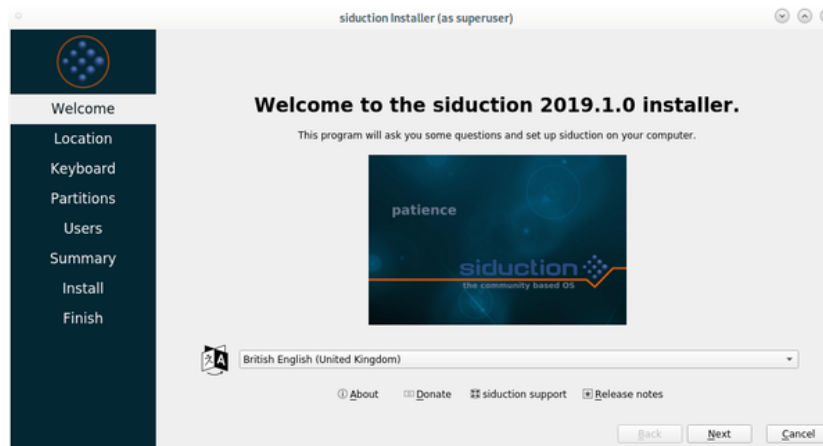 siduction Installer (as superuser)
Welcome
Location
Keyboard
Partitions
Users
Summary
Install
Finish
Welcome to the siduction 2019.1.0 installer.
This program will ask you some questions and set up siduction on your computer.
patience
siduction
the community based OS
British English (United Kingdom)
About Donate siduction support Release notes
Back Next Cancel